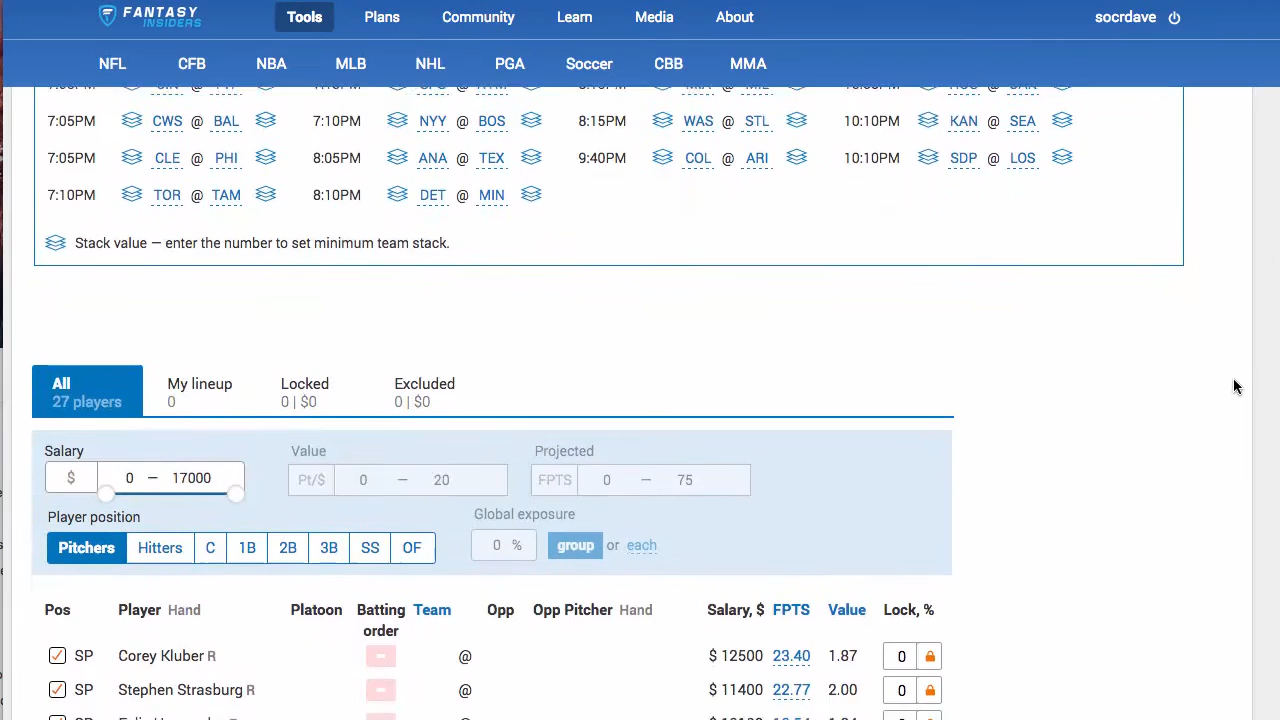 FANTASY INSIDERS Tools Plans Community Learn Media About socrdave
NFL CFB NBA MLB NHL PGA Soccer CBB MMA
7:05PM CWS @ BAL 7:10PM NYY @ BOS 8:15PM WAS @ STL 10:10PM KAN @ SEA
7:05PM CLE @ PHI 8:05PM ANA @ TEX 9:40PM COL @ ARI 10:10PM SDP @ LOS
7:10PM TOR @ TAM 8:10PM DET @ MIN
Stack value — enter the number to set minimum team stack.
All My lineup Locked Excluded
27 players 0 0 | $0 0 | $0
Salary Value Projected
$ 0 — 17000 Pt/$ 0 — 20 FPTS 0 — 75
Player position Global exposure
Pitchers Hitters C 1B 2B 3B SS OF 0 % group or each
Pos Player Hand Platoon Batting order Team Opp Opp Pitcher Hand Salary, $ FPTS Value Lock, %
SP Corey Kluber R - @ $ 12500 23.40 1.87 0
SP Stephen Strasburg R - @ $ 11400 22.77 2.00 0